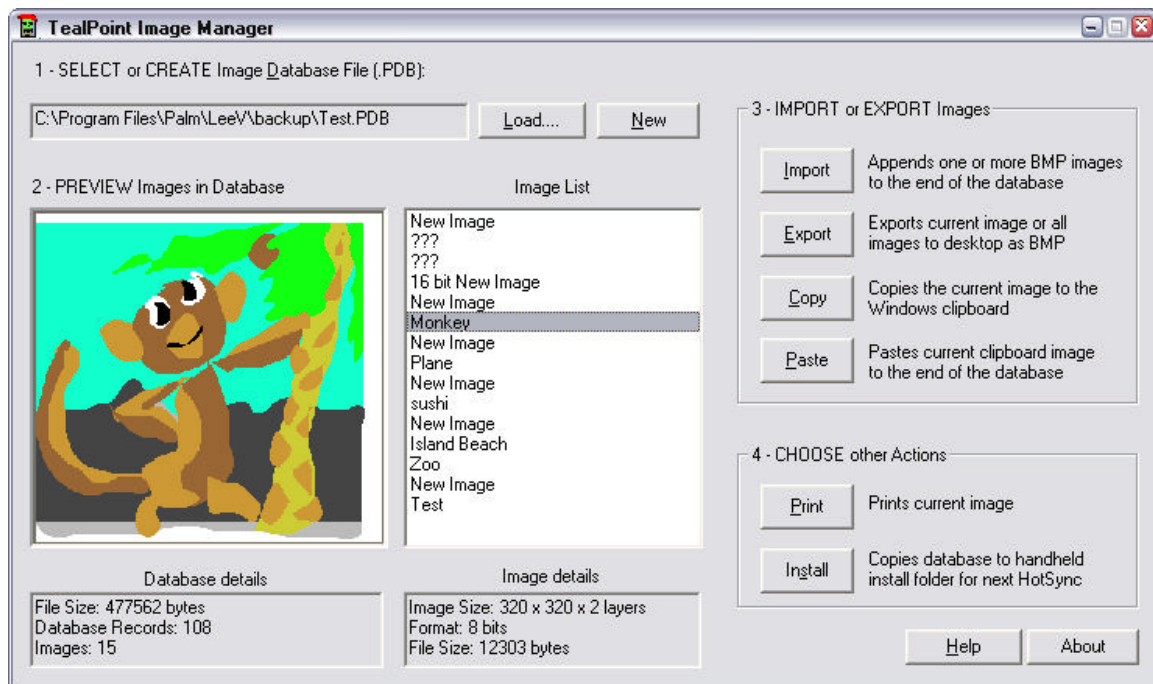 TealPoint Image Manager
1 - SELECT or CREATE Image Database File (.PDB):
C:\Program Files\Palm\LeeV\backup\Test.PDB
Load....
New
2 - PREVIEW Images in Database
Image List
New Image
???
???
16 bit New Image
New Image
Monkey
New Image
Plane
New Image
sushi
New Image
Island Beach
Zoo
New Image
Test
Database details
File Size: 477562 bytes
Database Records: 108
Images: 15
Image details
Image Size: 320 x 320 x 2 layers
Format: 8 bits
File Size: 12303 bytes
3 - IMPORT or EXPORT Images
Import
Appends one or more BMP images
to the end of the database
Export
Exports current image or all
images to desktop as BMP
Copy
Copies the current image to the
Windows clipboard
Paste
Pastes current clipboard image
to the end of the database
4 - CHOOSE other Actions
Print
Prints current image
Install
Copies database to handheld
install folder for next HotSync
Help
About